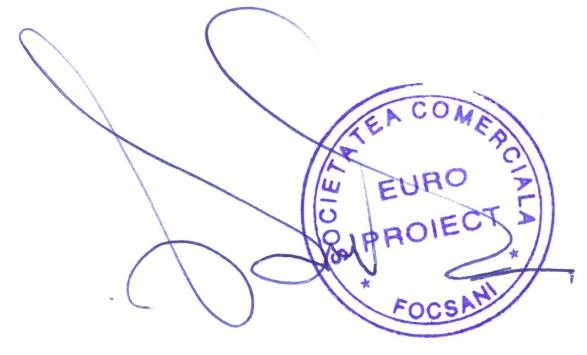 SOCIETATEA COMERCIALA
EURO
PROIECT
* FOCSANI *